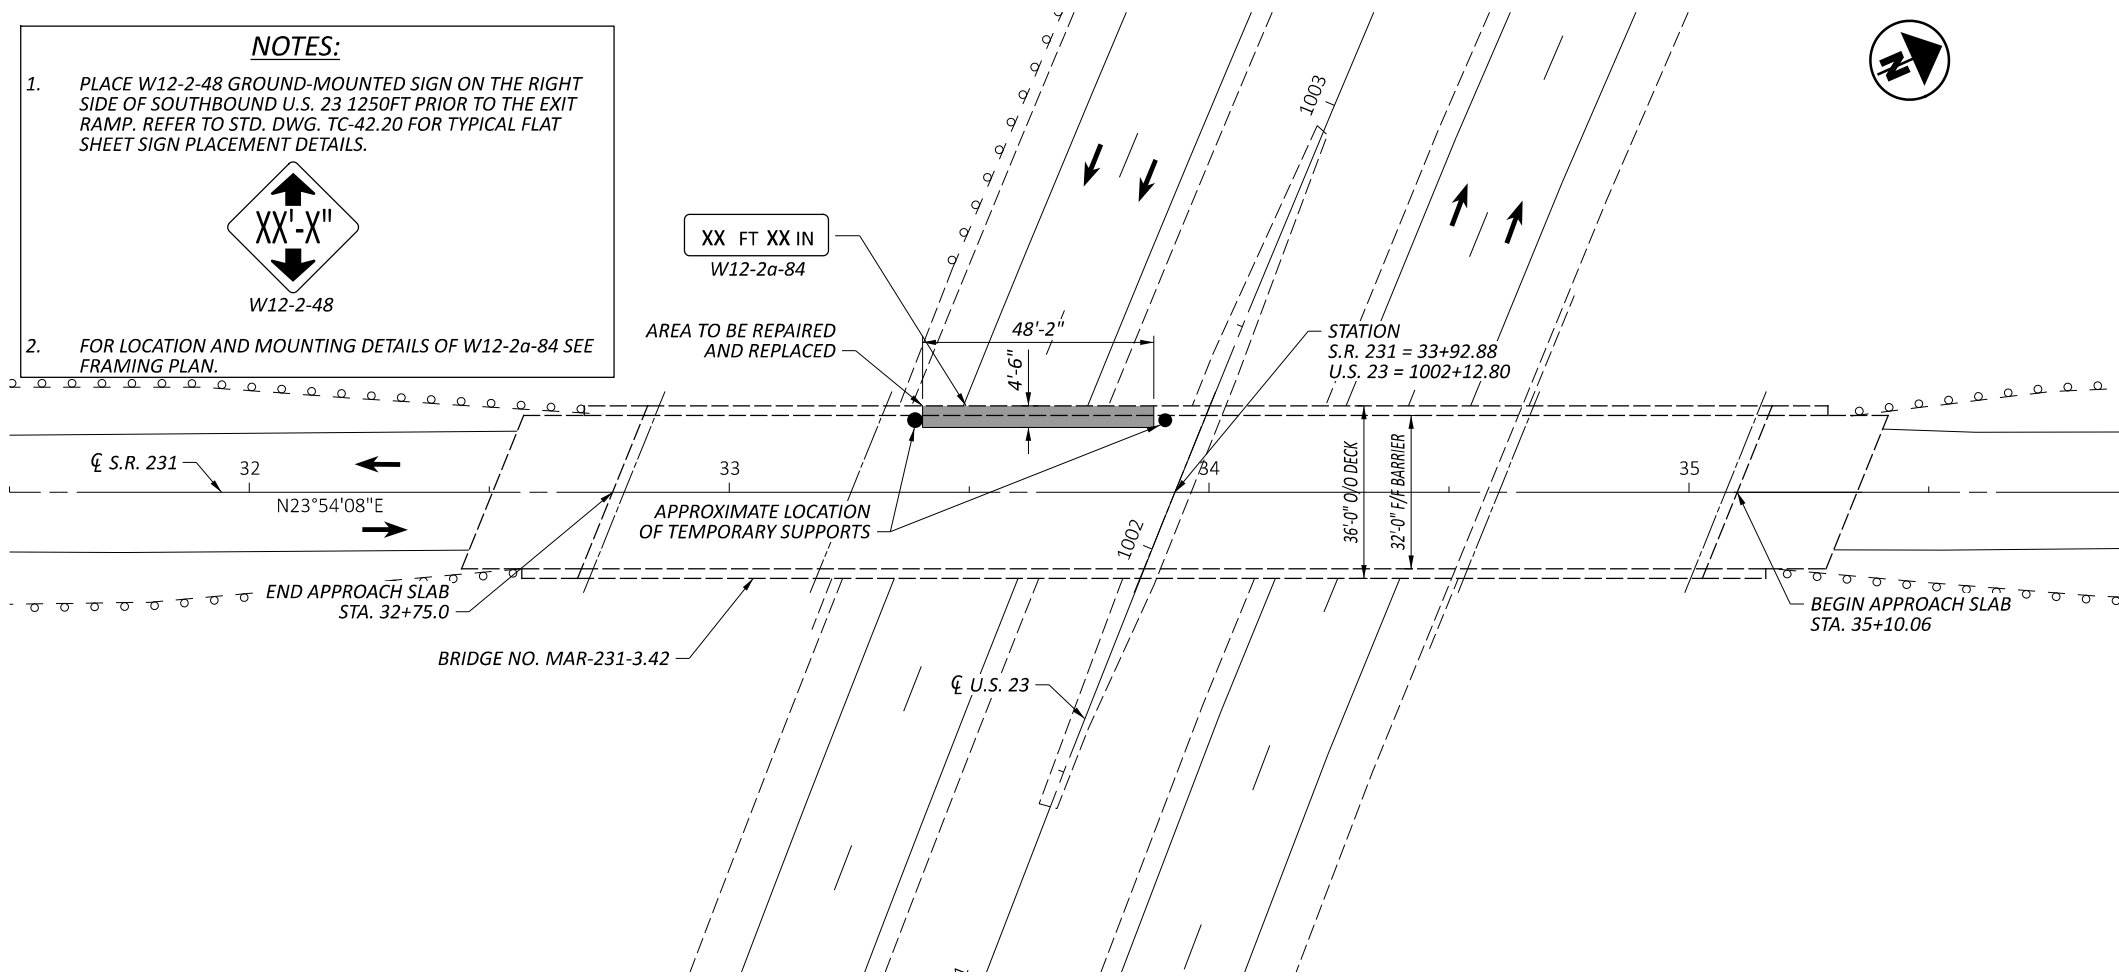 NOTES:
1. PLACE W12-2-48 GROUND-MOUNTED SIGN ON THE RIGHT
SIDE OF SOUTHBOUND U.S. 23 1250FT PRIOR TO THE EXIT
RAMP. REFER TO STD. DWG. TC-42.20 FOR TYPICAL FLAT
SHEET SIGN PLACEMENT DETAILS.
XX'-X"
W12-2-48
2. FOR LOCATION AND MOUNTING DETAILS OF W12-2a-84 SEE
FRAMING PLAN.
N
1003
XX FT XX IN
W12-2a-84
AREA TO BE REPAIRED
AND REPLACED
48'-2"
4'-6"
STATION
S.R. 231 = 33+92.88
U.S. 23 = 1002+12.80
℄ S.R. 231
32
33
34
35
N23°54'08"E
APPROXIMATE LOCATION
OF TEMPORARY SUPPORTS
1002
36'-0" O/O DECK
32'-0" F/F BARRIER
END APPROACH SLAB
STA. 32+75.0
BEGIN APPROACH SLAB
STA. 35+10.06
BRIDGE NO. MAR-231-3.42
℄ U.S. 23